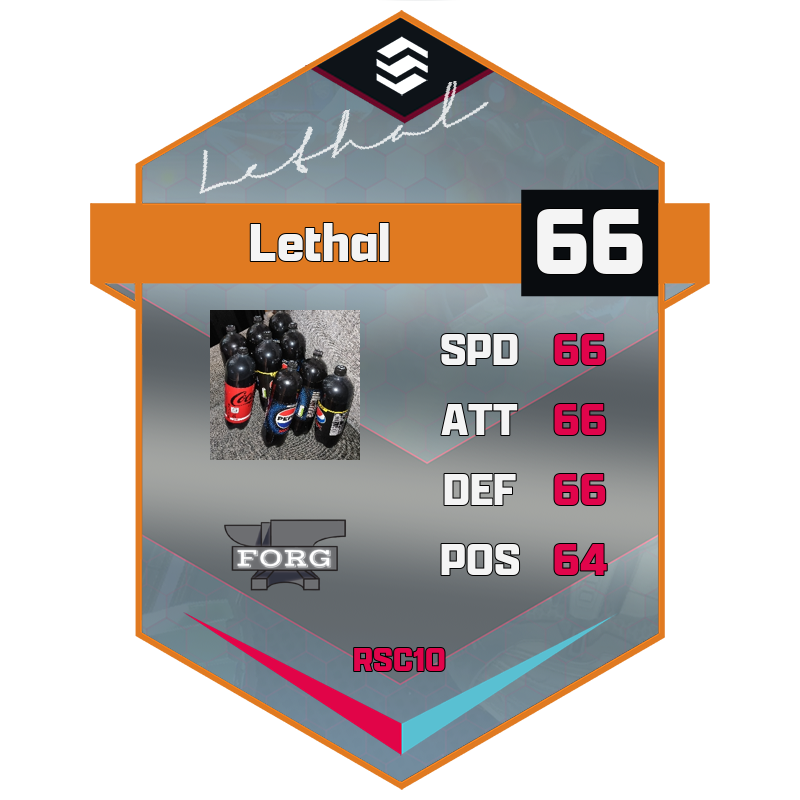 Lethal
Lethal
66
SPD 66
ATT 66
DEF 66
POS 64
FORG
RSC10